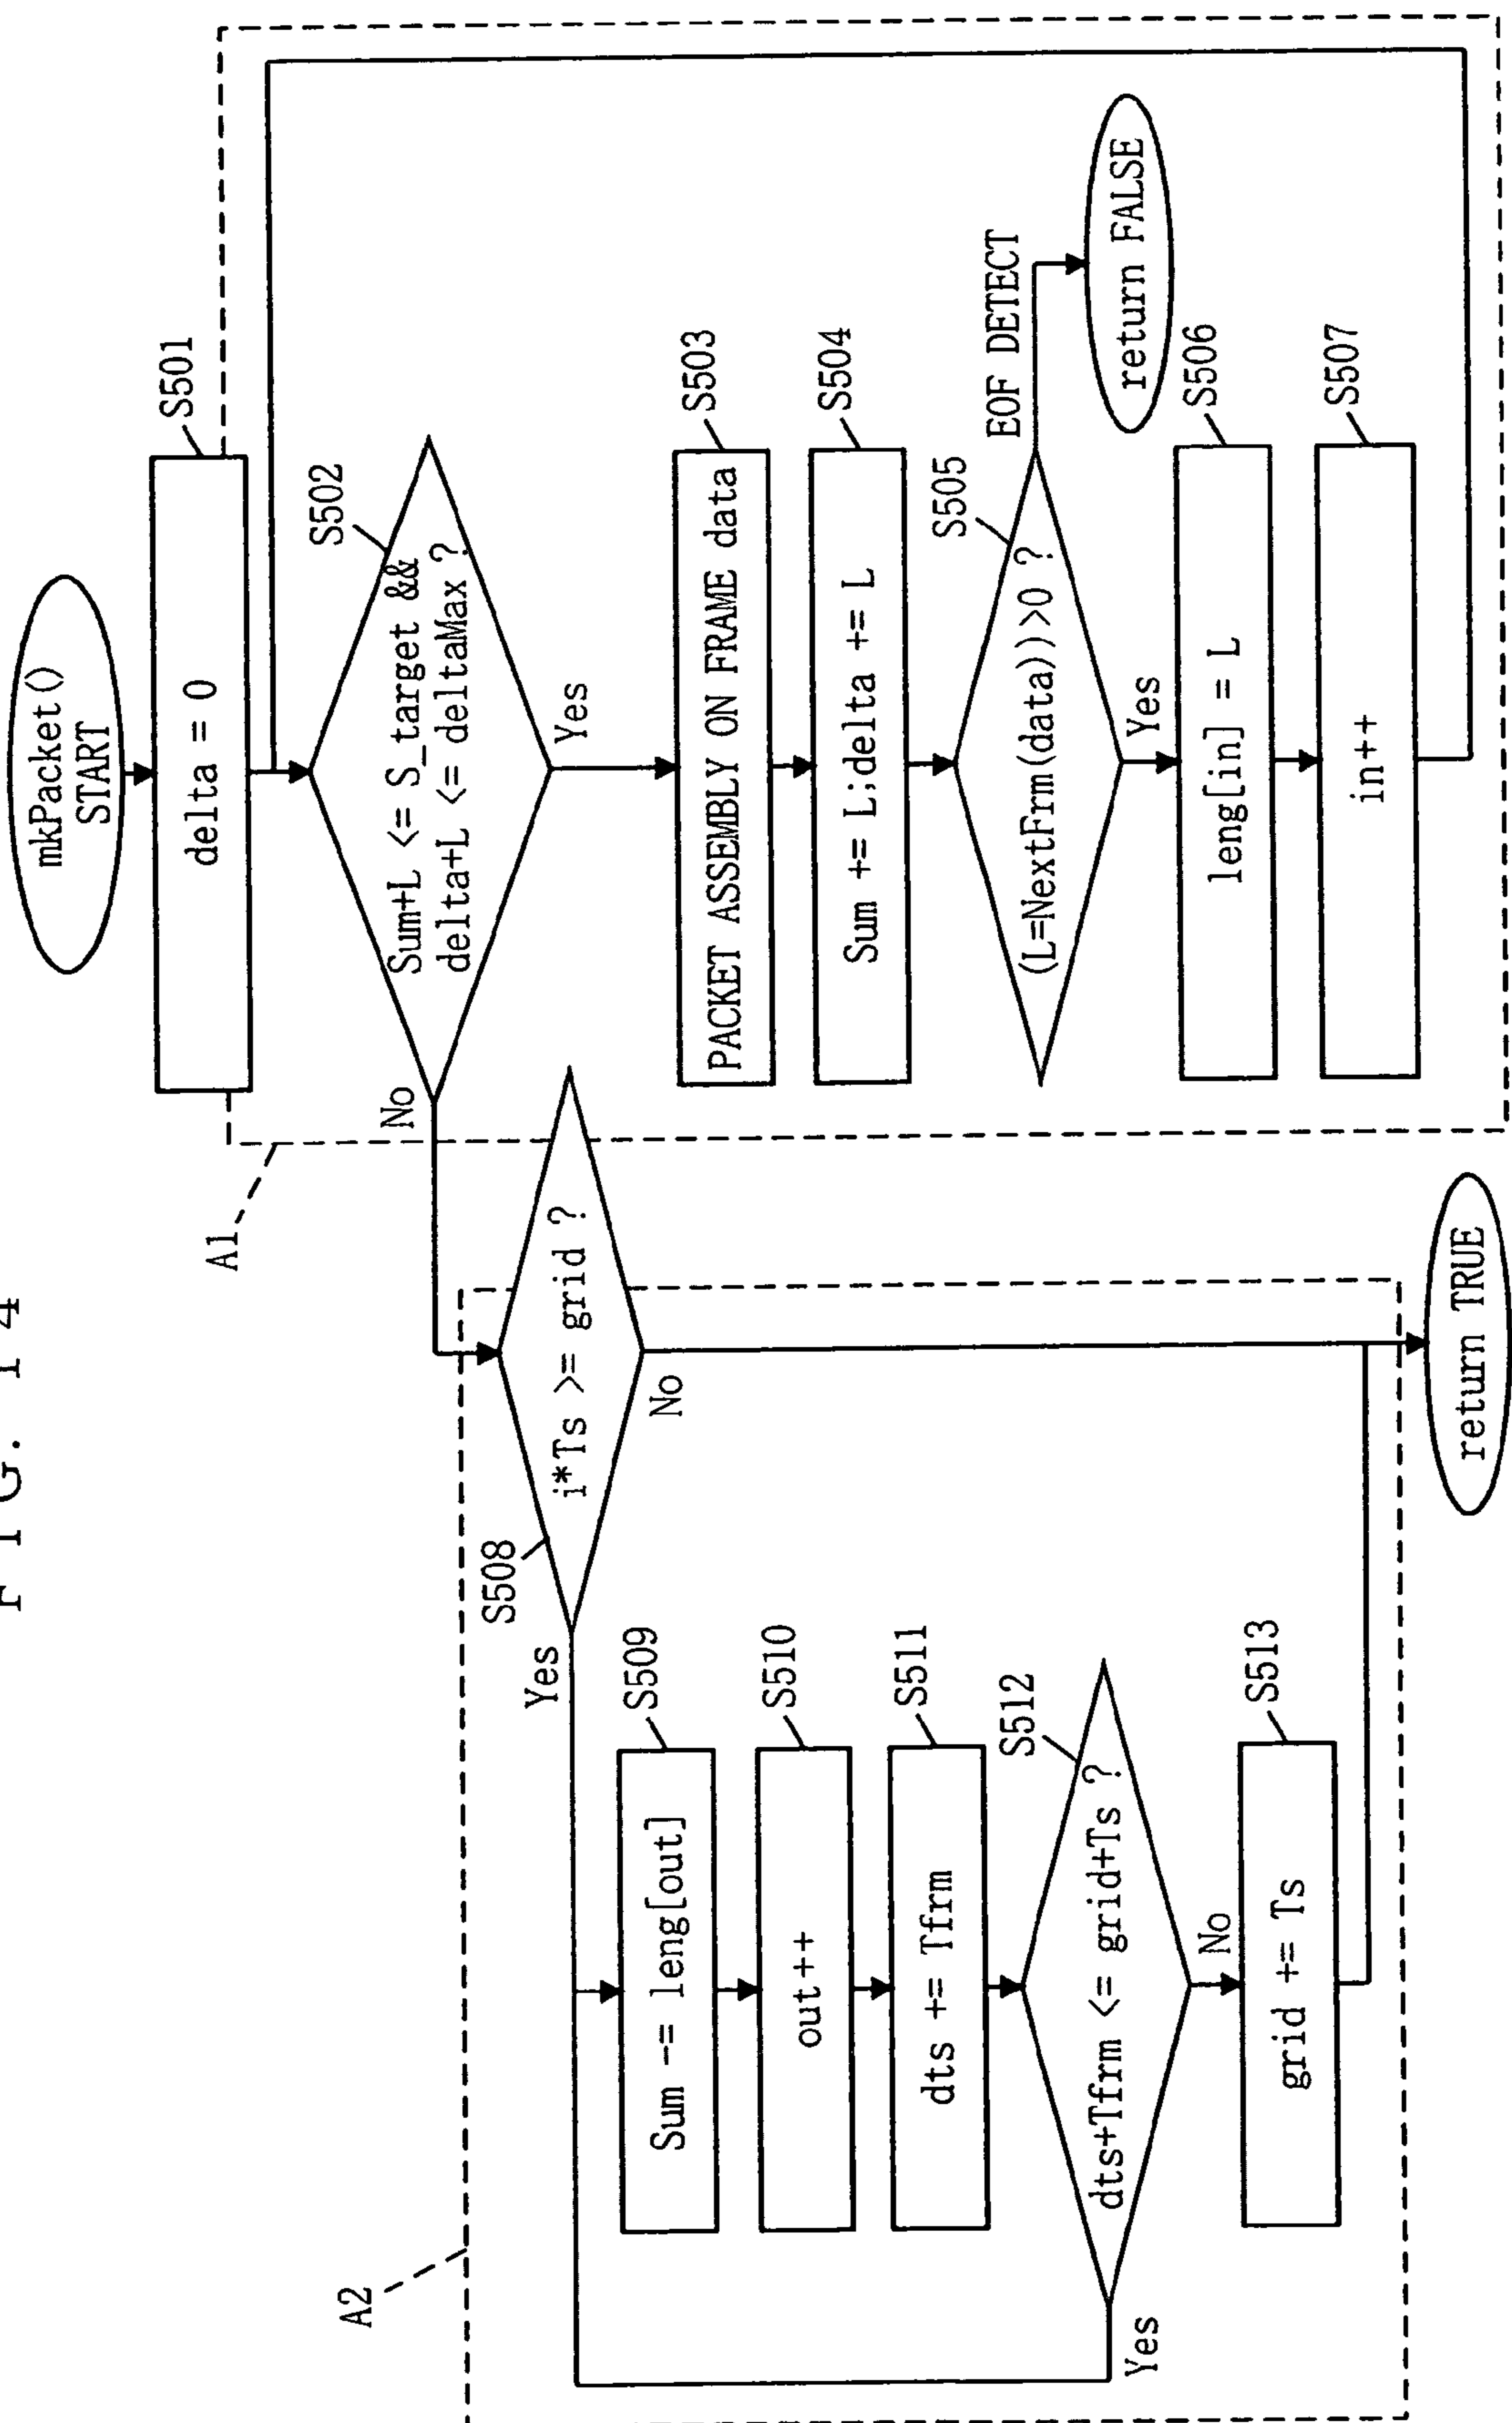 FIG. 14
mkPacket()
START
delta = 0
S501
S502
Sum+L <= S_target &&
delta+L <= deltaMax ?
No
Yes
PACKET ASSEMBLY ON FRAME data
S503
Sum += L;delta += L
S504
S505
(L=NextFrm(data))>0 ?
EOF DETECT
return FALSE
Yes
leng[in] = L
S506
in++
S507
A1
A2
S508
i*Ts >= grid ?
Yes
No
Sum -= leng[out]
S509
out++
S510
dts += Tfrm
S511
S512
dts+Tfrm <= grid+Ts ?
Yes
No
grid += Ts
S513
return TRUE